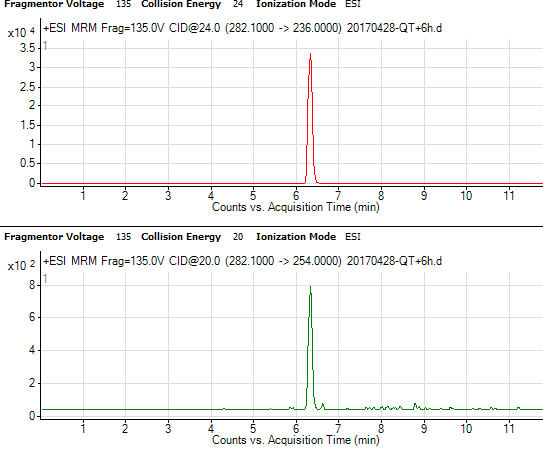 Fragmentor Voltage 135 Collision Energy 24 Ionization Mode ESI
x10 4 +ESI MRM Frag=135.0V CID@24.0 (282.1000 -> 236.0000) 20170428-QT+6h.d
3.5 1
3
2.5
2
1.5
1
0.5
0
1 2 3 4 5 6 7 8 9 10 11
Counts vs. Acquisition Time (min)
Fragmentor Voltage 135 Collision Energy 20 Ionization Mode ESI
x10 2 +ESI MRM Frag=135.0V CID@20.0 (282.1000 -> 254.0000) 20170428-QT+6h.d
8 1
6
4
2
0
1 2 3 4 5 6 7 8 9 10 11
Counts vs. Acquisition Time (min)